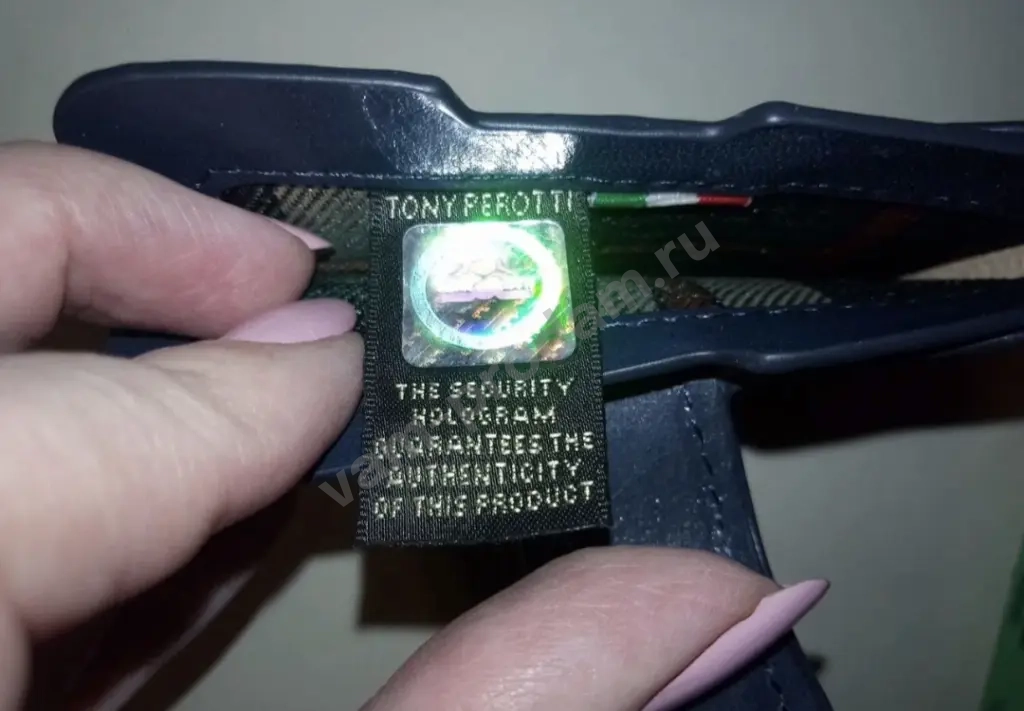 TONY PEROTTI
THE SECURITY
HOLOGRAM
GUARANTEES THE
AUTHENTICITY
OF THIS PRODUCT